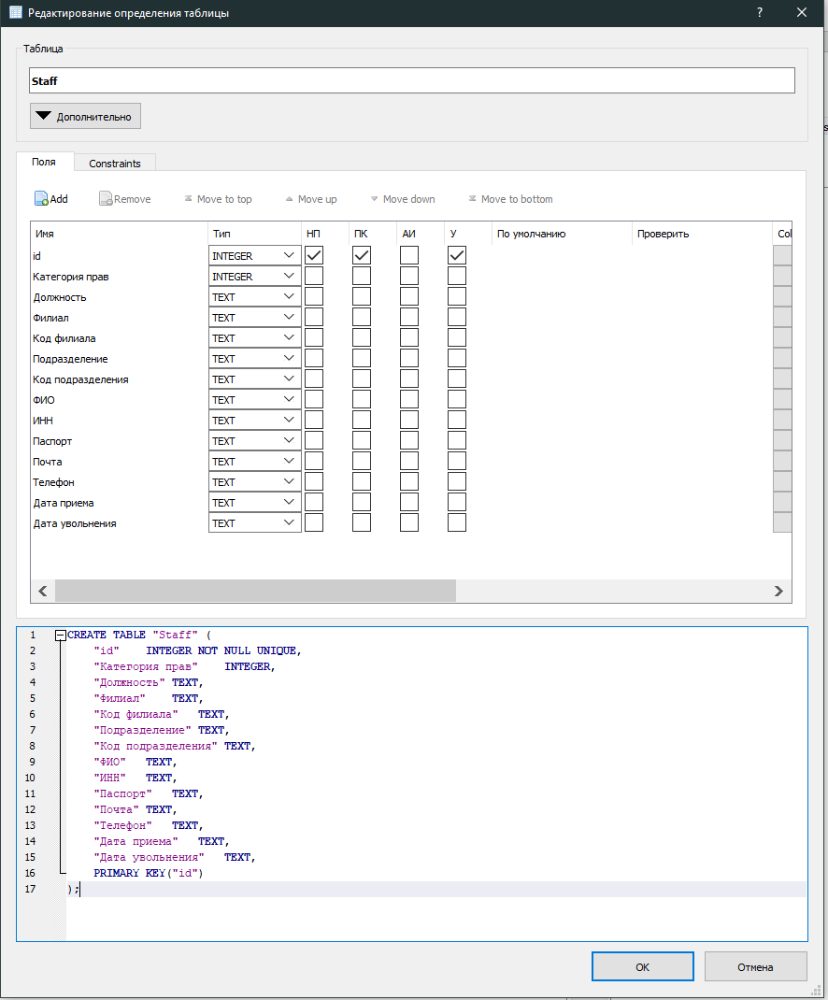 Редактирование определения таблицы
?
Таблица
Staff
Дополнительно
Поля Constraints
Add Remove Move to top Move up Move down Move to bottom
Имя Тип НП ПК АИ У По умолчанию Проверить Col
id INTEGER
Категория прав INTEGER
Должность TEXT
Филиал TEXT
Код филиала TEXT
Подразделение TEXT
Код подразделения TEXT
ФИО TEXT
ИНН TEXT
Паспорт TEXT
Почта TEXT
Телефон TEXT
Дата приема TEXT
Дата увольнения TEXT
1 CREATE TABLE "Staff" (
2 "id" INTEGER NOT NULL UNIQUE,
3 "Категория прав" INTEGER,
4 "Должность" TEXT,
5 "Филиал" TEXT,
6 "Код филиала" TEXT,
7 "Подразделение" TEXT,
8 "Код подразделения" TEXT,
9 "ФИО" TEXT,
10 "ИНН" TEXT,
11 "Паспорт" TEXT,
12 "Почта" TEXT,
13 "Телефон" TEXT,
14 "Дата приема" TEXT,
15 "Дата увольнения" TEXT,
16 PRIMARY KEY("id")
17 );
OK Отмена